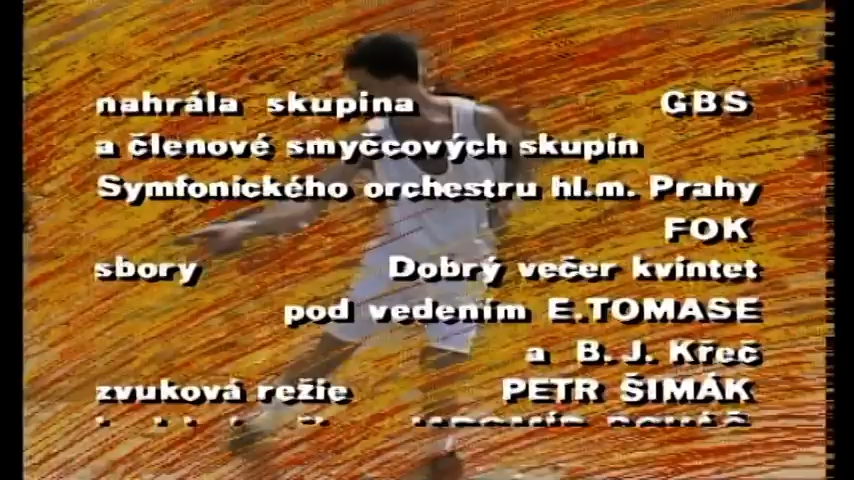 nahrála skupina GBS
a členové smyčcových skupin
Symfonického orchestru hl.m. Prahy
FOK
sbory Dobrý večer kvintet
pod vedením E.TOMASE
a B. J. Křeč
zvuková režie PETR ŠIMÁK